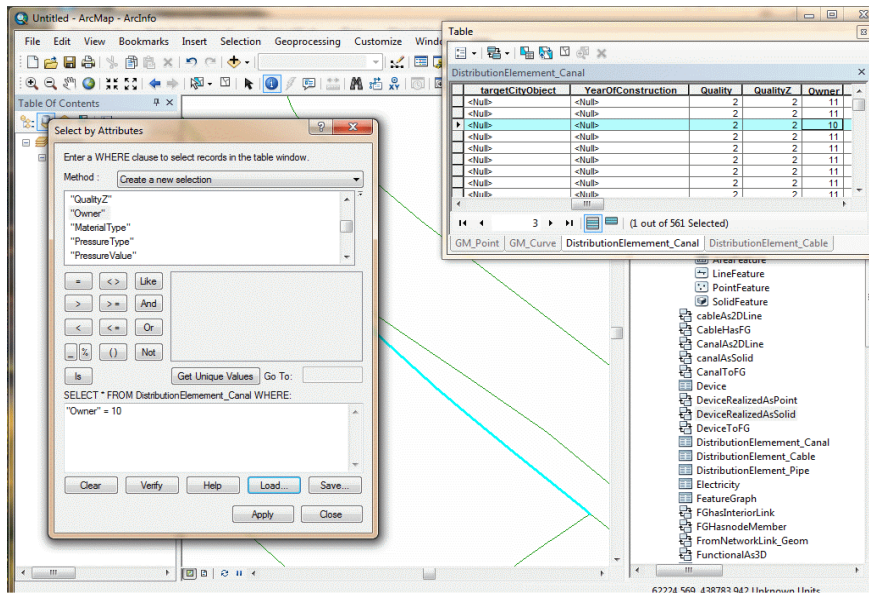 Untitled - ArcMap - ArcInfo
File Edit View Bookmarks Insert Selection Geoprocessing Customize
Table Of Contents
Select by Attributes
Enter a WHERE clause to select records in the table window.
Method : Create a new selection
"QualityZ"
"Owner"
"MaterialType"
"PressureType"
"PressureValue"
= < > Like
> > = And
< < = Or
_ % () Not
Is Get Unique Values Go To:
SELECT * FROM DistributionElemement_Canal WHERE:
"Owner" = 10
Clear Verify Help Load... Save...
Apply Close
Table
DistributionElemement_Canal
targetCityObject YearOfConstruction Quality QualityZ Owner
<Null> <Null> 2 2 11
<Null> <Null> 2 2 11
<Null> <Null> 2 2 10
<Null> <Null> 2 2 11
<Null> <Null> 2 2 11
<Null> <Null> 2 2 11
<Null> <Null> 2 2 11
<Null> <Null> 2 2 11
<Null> <Null> 2 2 11
3 (1 out of 561 Selected)
GM_Point GM_Curve DistributionElemement_Canal DistributionElement_Cable
AreaFeature
LineFeature
PointFeature
SolidFeature
cableAs2DLine
CableHasFG
CanalAs2DLine
canalAsSolid
CanalToFG
Device
DeviceRealizedAsPoint
DeviceRealizedAsSolid
DeviceToFG
DistributionElemement_Canal
DistributionElement_Cable
DistributionElement_Pipe
Electricity
FeatureGraph
FGhasInteriorLink
FGHasnodeMember
FromNetworkLink_Geom
FunctionalAs3D
62224,569 438783,942 Unknown Units